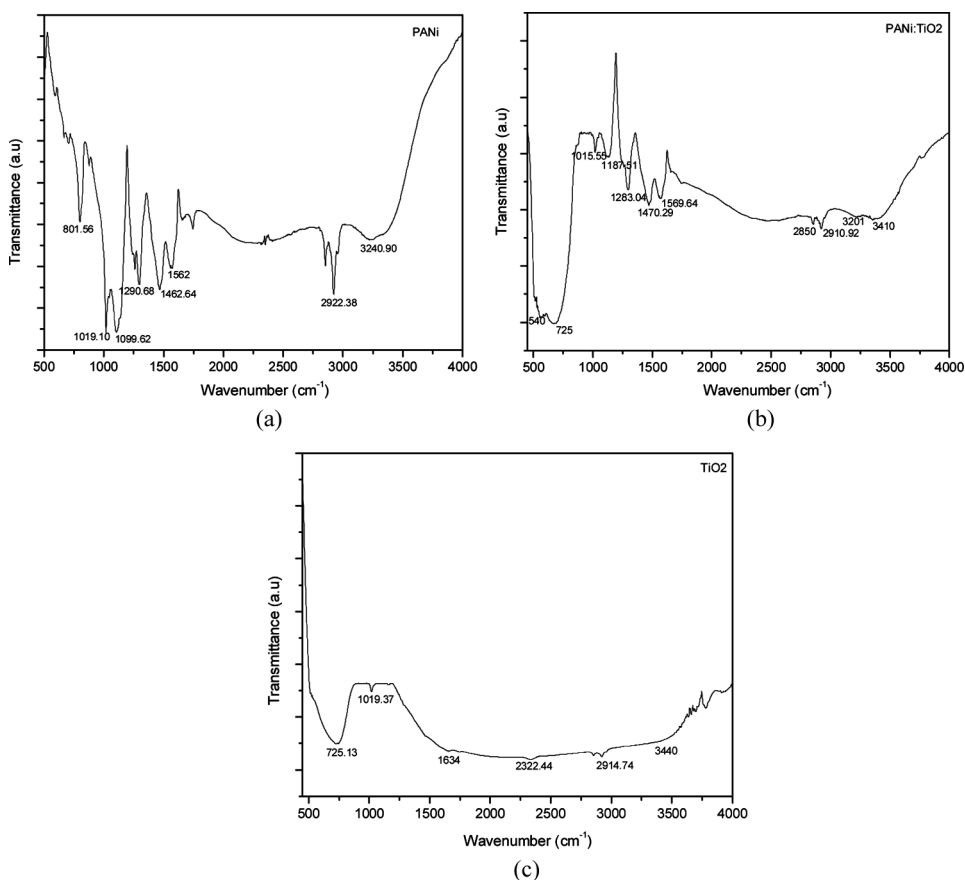 PANi
Transmittance (a.u)
801.56
1019.10
1099.62
1290.68
1462.64
1562
2922.38
3240.90
500 1000 1500 2000 2500 3000 3500 4000
Wavenumber (cm-1)
(a)
PANi:TiO2
Transmittance (a.u)
540
725
1015.55
1187.51
1283.04
1470.29
1569.64
2850
2910.92
3201
3410
500 1000 1500 2000 2500 3000 3500 4000
Wavenumber (cm-1)
(b)
TiO2
Transmittance (a.u)
725.13
1019.37
1634
2322.44
2914.74
3440
500 1000 1500 2000 2500 3000 3500 4000
Wavenumber (cm-1)
(c)